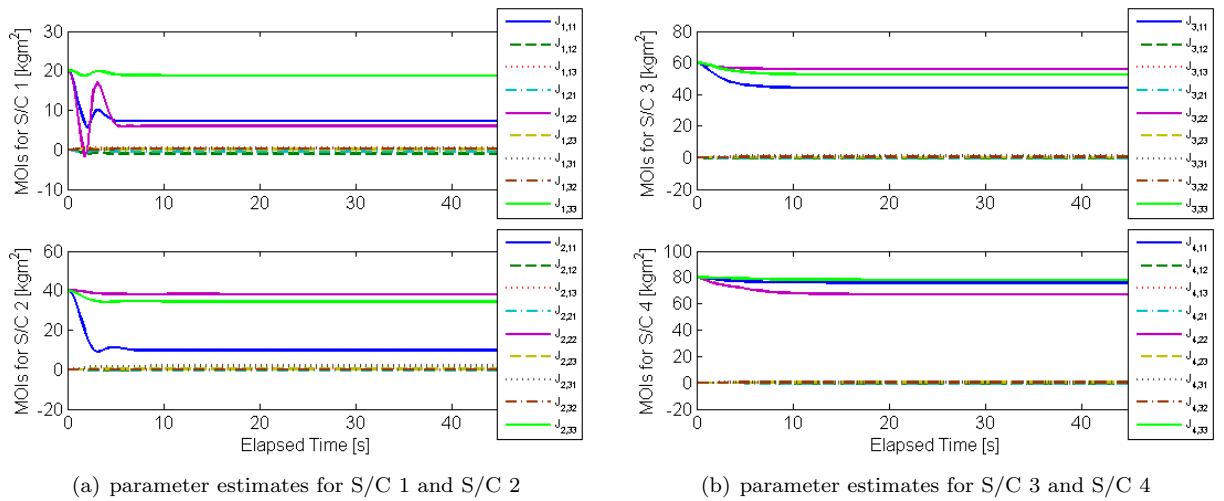 MOIs for S/C 1 [kgm²]
30
20
10
0
-10
0 10 20 30 40
J1,11
J1,12
J1,13
J1,21
J1,22
J1,23
J1,31
J1,32
J1,33
MOIs for S/C 2 [kgm²]
60
40
20
0
-20
0 10 20 30 40
Elapsed Time [s]
J2,11
J2,12
J2,13
J2,21
J2,22
J2,23
J2,31
J2,32
J2,33
(a) parameter estimates for S/C 1 and S/C 2
MOIs for S/C 3 [kgm²]
80
60
40
20
0
-20
0 10 20 30 40
J3,11
J3,12
J3,13
J3,21
J3,22
J3,23
J3,31
J3,32
J3,33
MOIs for S/C 4 [kgm²]
100
80
60
40
20
0
-20
0 10 20 30 40
Elapsed Time [s]
J4,11
J4,12
J4,13
J4,21
J4,22
J4,23
J4,31
J4,32
J4,33
(b) parameter estimates for S/C 3 and S/C 4